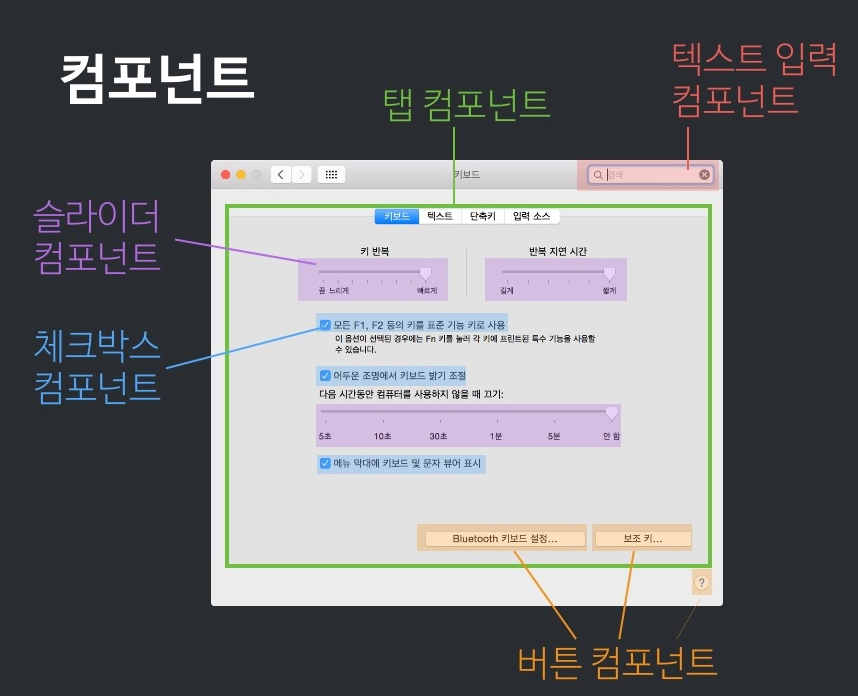 컴포넌트
탭 컴포넌트
텍스트 입력
컴포넌트
키보드
검색
슬라이더
컴포넌트
키보드 텍스트 단축키 입력 소스
키 반복
반복 지연 시간
끔 느리게 빠르게
길게 짧게
체크박스
컴포넌트
모든 F1, F2 등의 키를 표준 기능 키로 사용
이 옵션이 선택된 경우에는 Fn 키를 눌러 각 키에 프린트된 특수 기능을 사용할
수 있습니다.
어두운 조명에서 키보드 밝기 조절
다음 시간동안 컴퓨터를 사용하지 않을 때 끄기:
5초 10초 30초 1분 5분 안 함
메뉴 막대에 키보드 및 문자 뷰어 표시
Bluetooth 키보드 설정... 보조 키...
?
버튼 컴포넌트